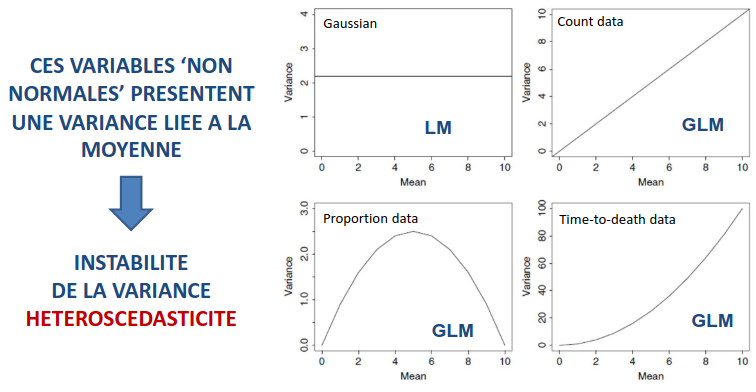 CES VARIABLES ‘NON
NORMALES’ PRESENTENT
UNE VARIANCE LIEE A LA
MOYENNE
INSTABILITE
DE LA VARIANCE
HETEROSCEDASTICITE
Gaussian
Variance
0 1 2 3 4
LM
0 2 4 6 8 10
Mean
Count data
Variance
0 2 4 6 8 10
GLM
0 2 4 6 8 10
Mean
Proportion data
Variance
0.0 1.0 2.0 3.0
GLM
0 2 4 6 8 10
Mean
Time-to-death data
Variance
0 20 40 60 80 100
GLM
0 2 4 6 8 10
Mean